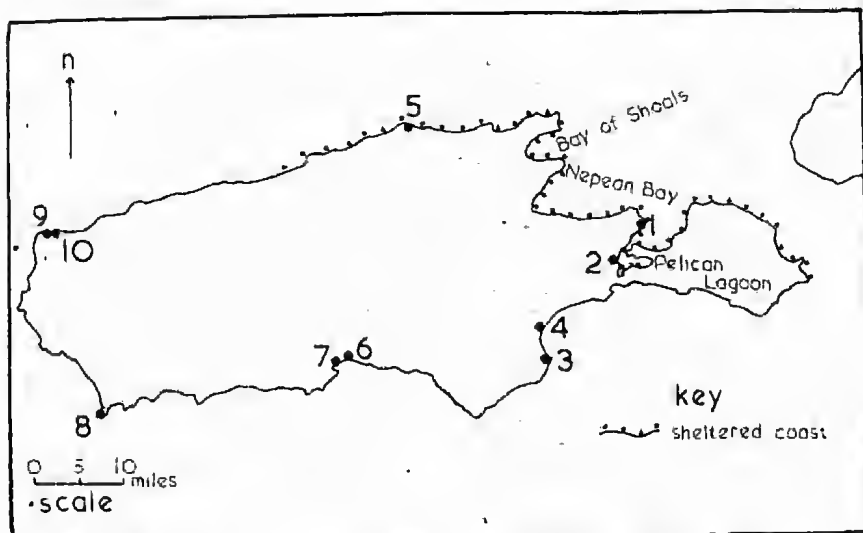 n
5
Bay of Shoals
Nepean Bay
1
9
10
2
Pelican
Lagoon
4
3
7
6
8
key
sheltered coast
0 5 10
miles
scale